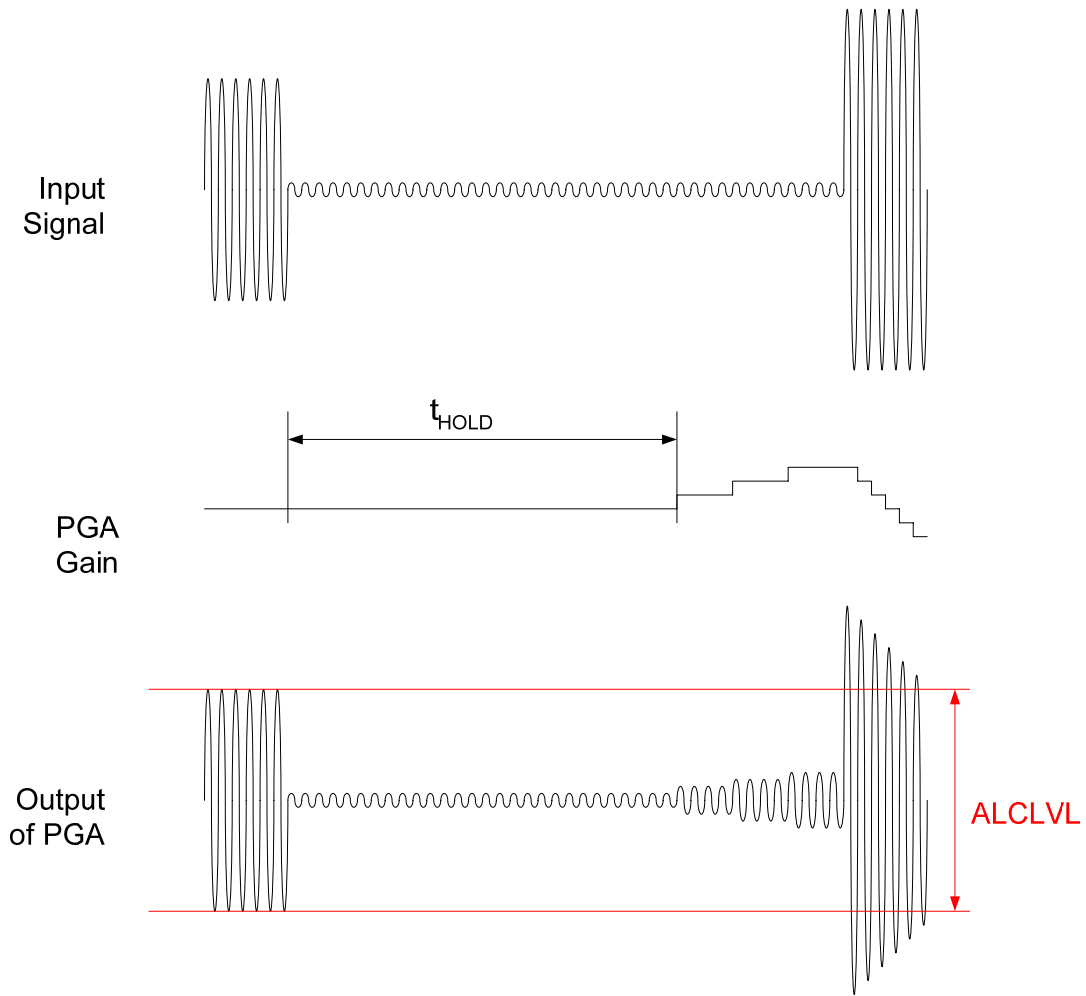 Input
Signal
tHOLD
PGA
Gain
Output
of PGA
ALCLVL